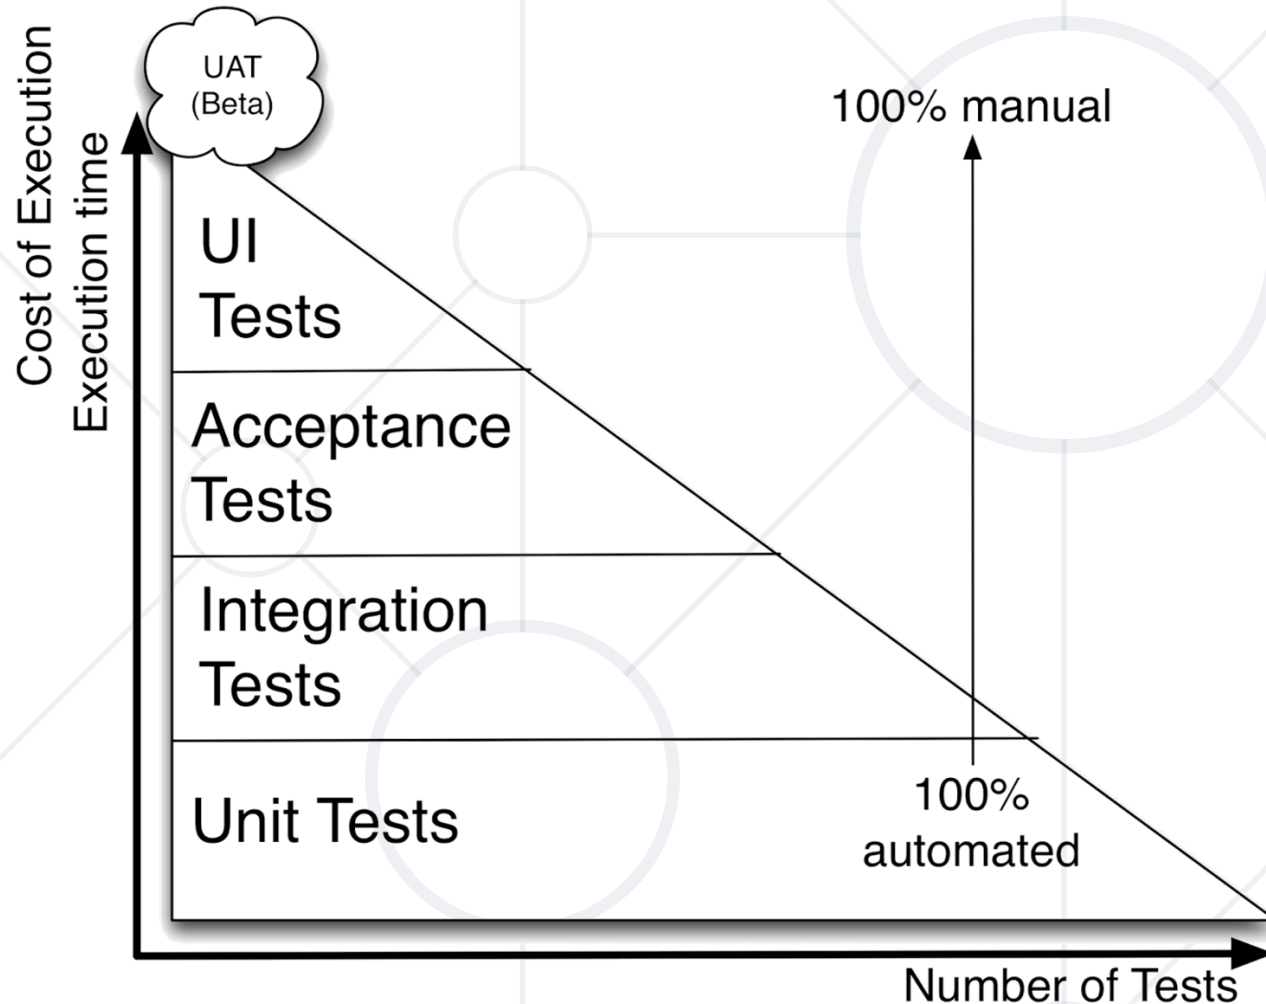 UAT
(Beta)
Cost of Execution
Execution time
100% manual
UI
Tests
Acceptance
Tests
Integration
Tests
Unit Tests
100%
automated
Number of Tests